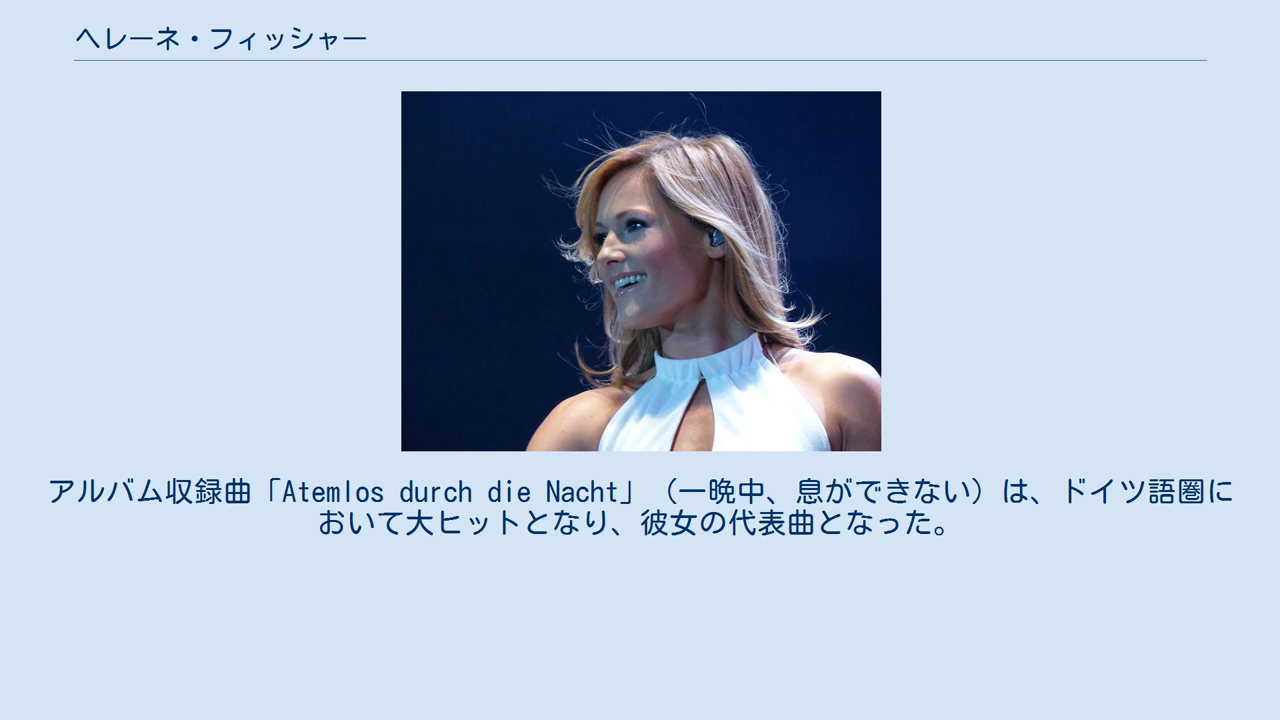 ヘレーネ・フィッシャー
アルバム収録曲「Atemlos durch die Nacht」（一晩中、息ができない）は、ドイツ語圏に
おいて大ヒットとなり、彼女の代表曲となった。